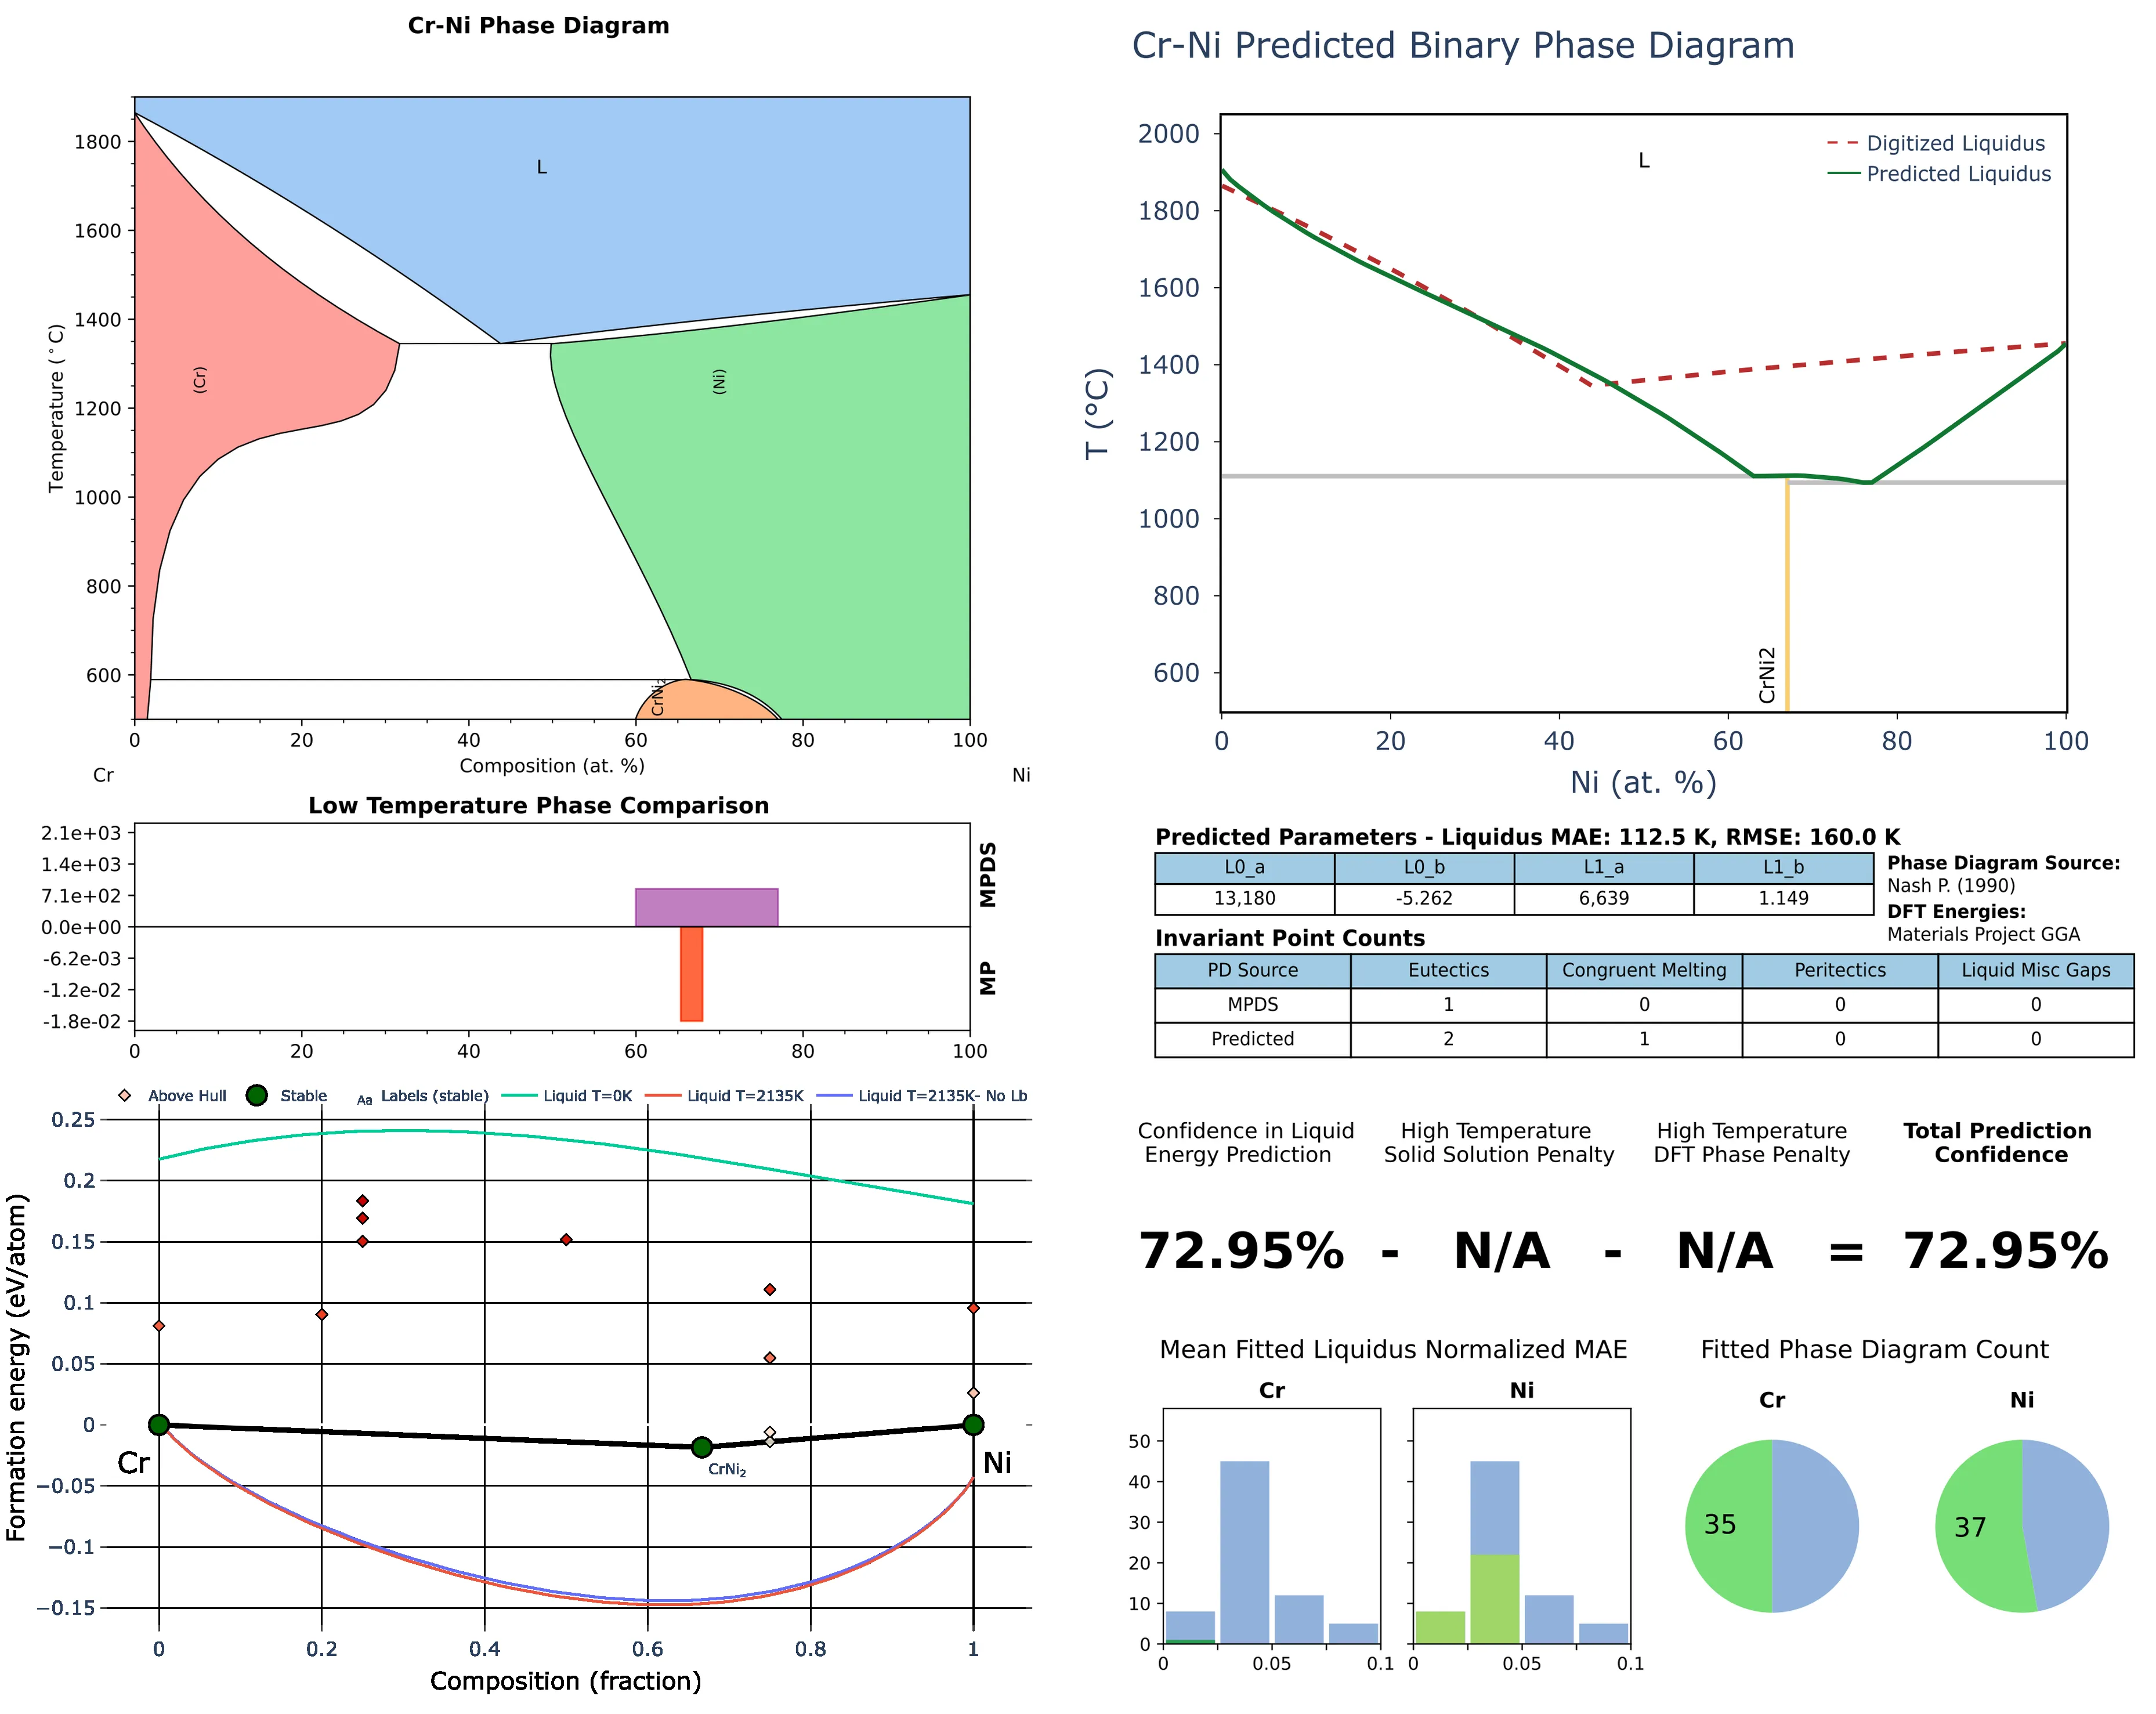 Cr-Ni Phase Diagram
1800
1600
1400
1200
1000
800
600
Temperature (°C)
L
(Cr)
(Ni)
CrNi₂
0 20 40 60 80 100
Composition (at. %)
Cr
Ni
Low Temperature Phase Comparison
2.1e+03
1.4e+03
7.1e+02
0.0e+00
-6.2e-03
-1.2e-02
-1.8e-02
MPDS
MP
0 20 40 60 80 100
Above Hull Stable Aa Labels (stable) Liquid T=0K Liquid T=2135K Liquid T=2135K- No Lb
0.25
0.2
0.15
0.1
0.05
0
−0.05
−0.1
−0.15
Formation energy (eV/atom)
Cr
CrNi₂
Ni
0 0.2 0.4 0.6 0.8 1
Composition (fraction)
Cr-Ni Predicted Binary Phase Diagram
2000
1800
1600
1400
1200
1000
800
600
T (°C)
L
Digitized Liquidus
Predicted Liquidus
CrNi2
0 20 40 60 80 100
Ni (at. %)
Predicted Parameters - Liquidus MAE: 112.5 K, RMSE: 160.0 K
L0_a L0_b L1_a L1_b
13,180 -5.262 6,639 1.149
Phase Diagram Source:
Nash P. (1990)
DFT Energies:
Materials Project GGA
Invariant Point Counts
PD Source Eutectics Congruent Melting Peritectics Liquid Misc Gaps
MPDS 1 0 0 0
Predicted 2 1 0 0
Confidence in Liquid
Energy Prediction
High Temperature
Solid Solution Penalty
High Temperature
DFT Phase Penalty
Total Prediction
Confidence
72.95% - N/A - N/A = 72.95%
Mean Fitted Liquidus Normalized MAE
Cr
Ni
50
40
30
20
10
0
0 0.05 0.1
0 0.05 0.1
Fitted Phase Diagram Count
Cr
Ni
35
37